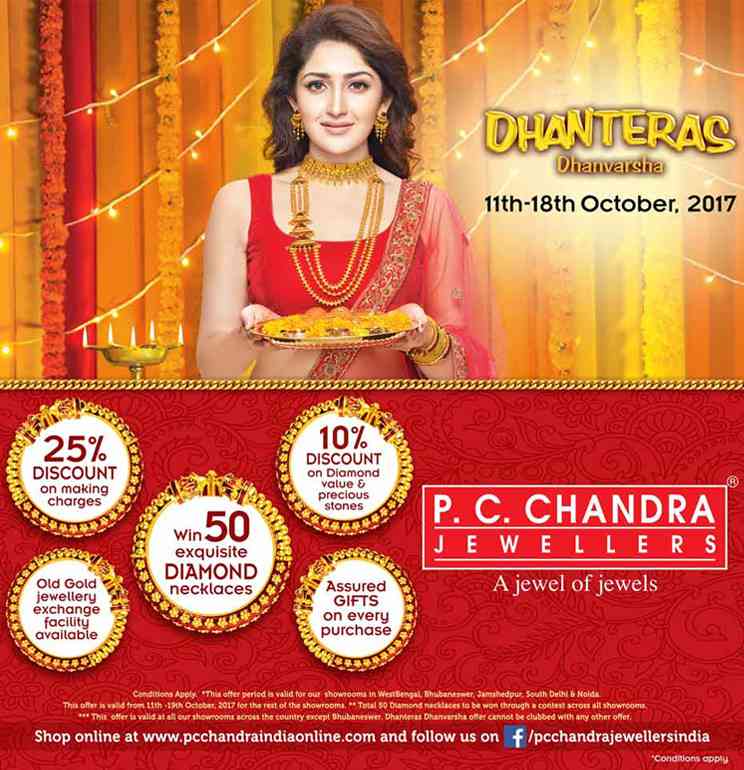 DHANTERAS
Dhanvarsha
11th-18th October, 2017
25%
DISCOUNT
on making
charges
10%
DISCOUNT
on Diamond
value &
precious
stones
Win 50
exquisite
DIAMOND
necklaces
Old Gold
jewellery
exchange
facility
available
Assured
GIFTS
on every
purchase
P. C. CHANDRA®
JEWELLERS
A jewel of jewels
Conditions Apply. *This offer period is valid for our showrooms in WestBengal, Bhubaneswer, Jamshedpur, South Delhi & Noida.
This offer is valid from 11th -19th October, 2017 for the rest of the showrooms. ** Total 50 Diamond necklaces to be won through a contest across all showrooms.
*** This offer is valid at all our showrooms across the country except Bhubaneswer. Dhanteras Dhanvarsha offer cannot be clubbed with any other offer.
Shop online at www.pcchandraindiaonline.com and follow us on f /pcchandrajewellersindia
*Conditions apply